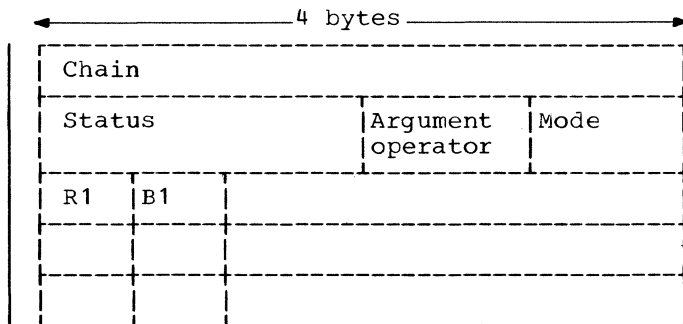 4 bytes
Chain
Status Argument Mode
operator
R1 B1